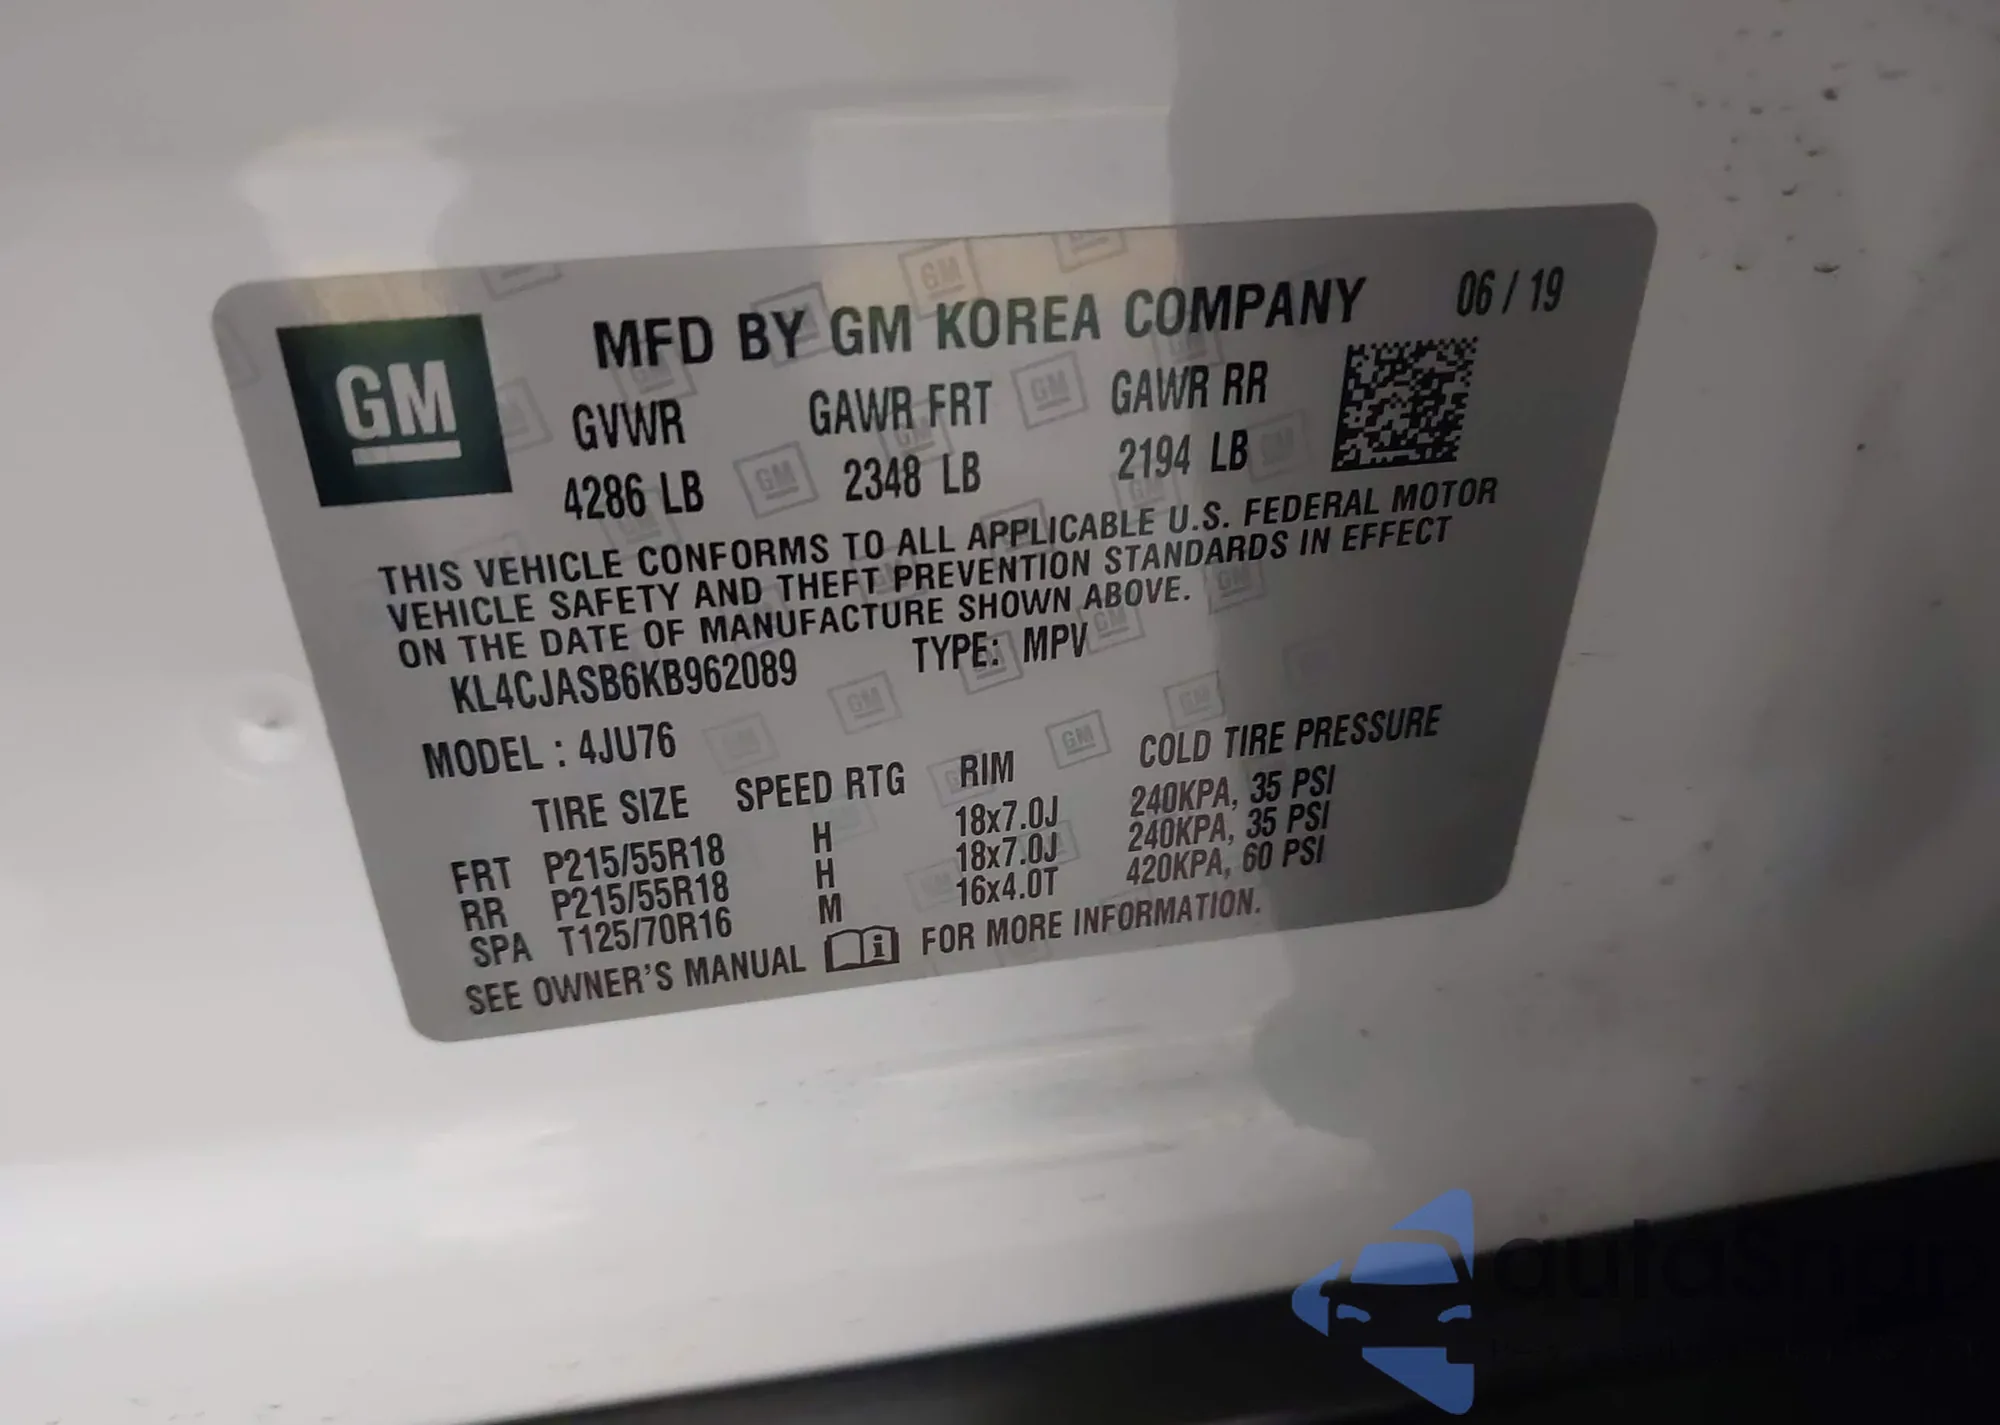 GM
MFD BY GM KOREA COMPANY 06 / 19
GVWR GAWR FRT GAWR RR
4286 LB 2348 LB 2194 LB
THIS VEHICLE CONFORMS TO ALL APPLICABLE U.S. FEDERAL MOTOR
VEHICLE SAFETY AND THEFT PREVENTION STANDARDS IN EFFECT
ON THE DATE OF MANUFACTURE SHOWN ABOVE.
KL4CJASB6KB962089 TYPE: MPV
MODEL : 4JU76
TIRE SIZE SPEED RTG RIM COLD TIRE PRESSURE
FRT P215/55R18 H 18x7.0J 240KPA, 35 PSI
RR P215/55R18 H 18x7.0J 240KPA, 35 PSI
SPA T125/70R16 M 16x4.0T 420KPA, 60 PSI
SEE OWNER'S MANUAL FOR MORE INFORMATION.